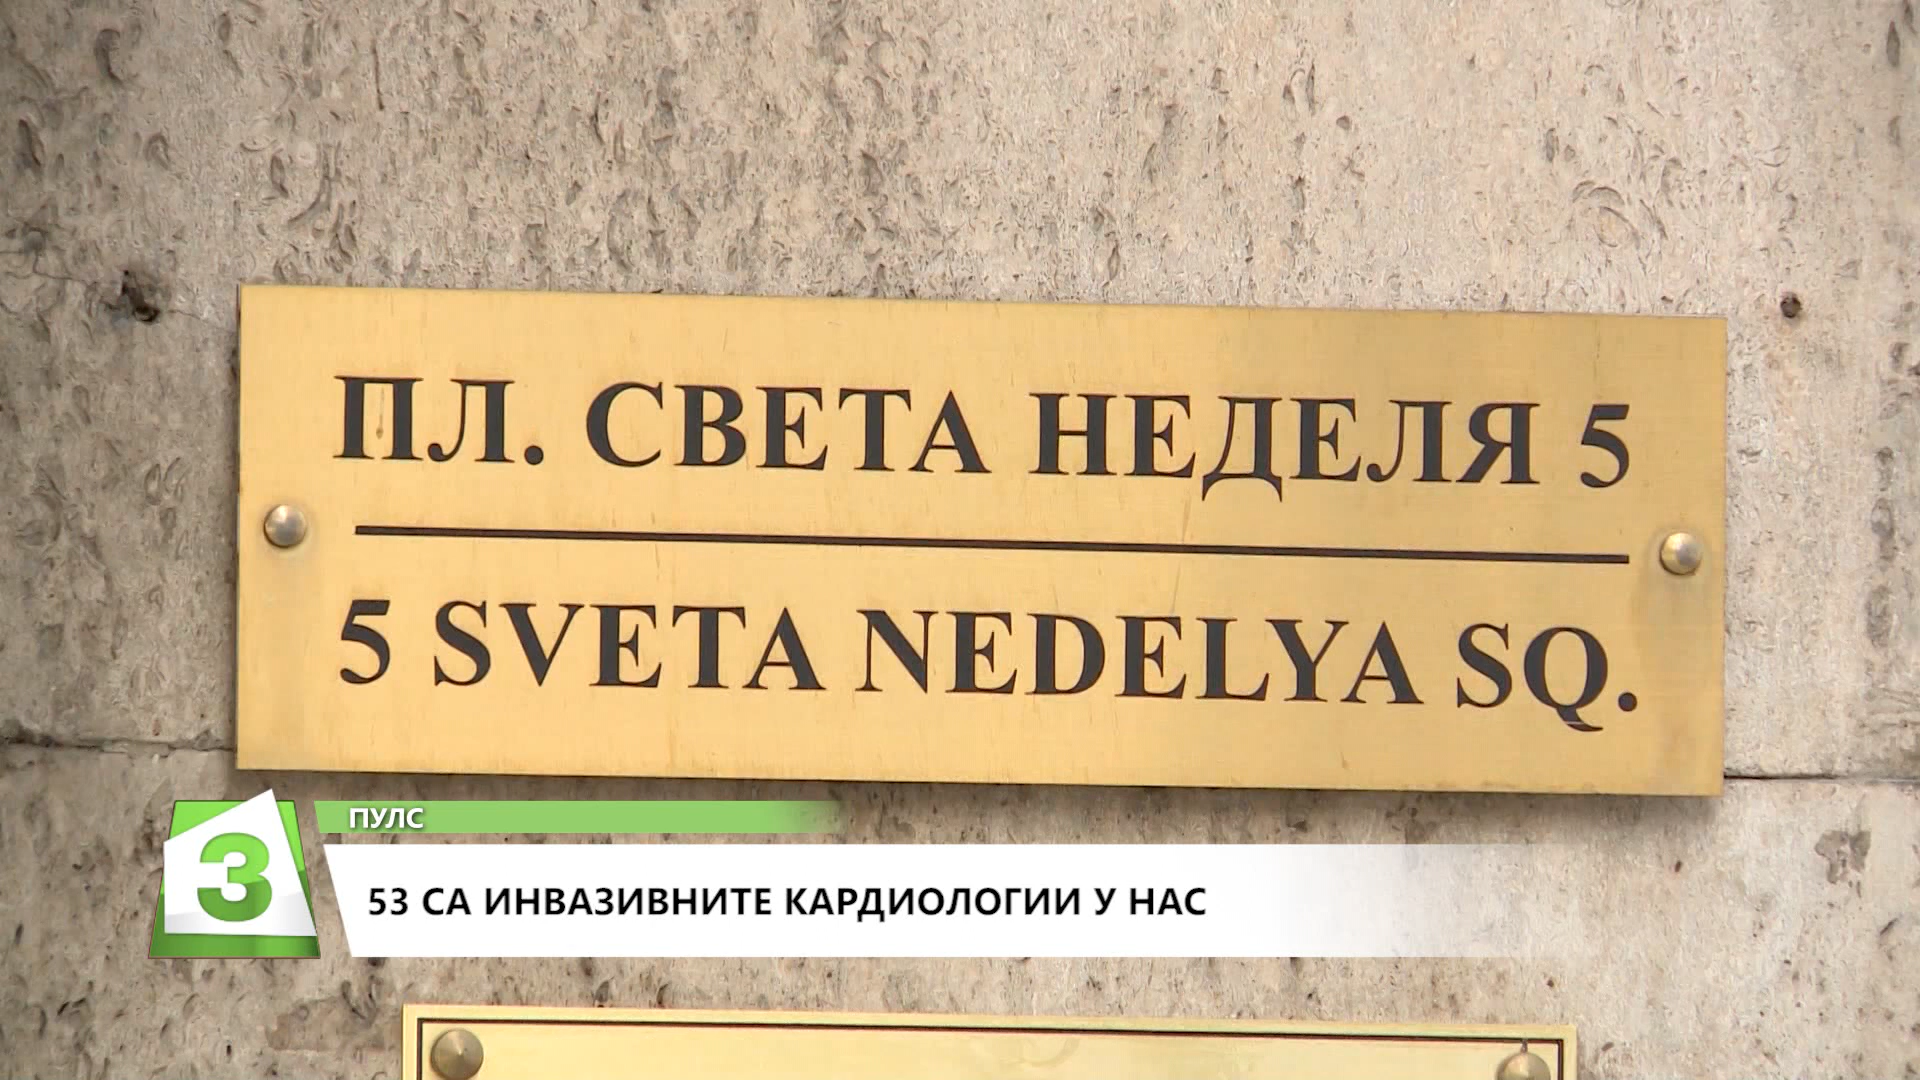 ПЛ. СВЕТА НЕДЕЛЯ 5
5 SVETA NEDELYA SQ.
3
ПУЛС
53 СА ИНВАЗИВНИТЕ КАРДИОЛОГИИ У НАС